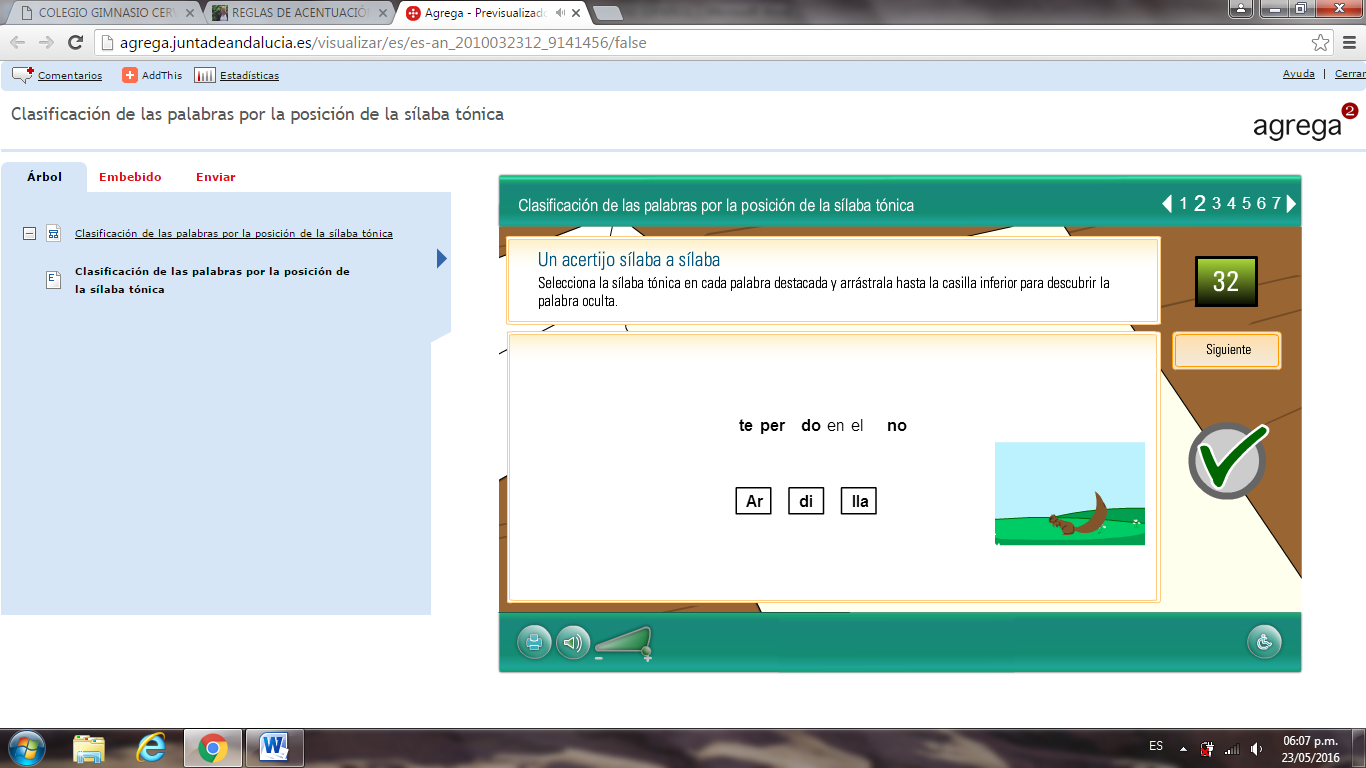 COLEGIO GIMNASIO CERV
REGLAS DE ACENTUACIÓN
Agrega - Previsualizado
agrega.juntadeandalucia.es/visualizar/es/es-an_2010032312_9141456/false
Comentarios AddThis Estadísticas Ayuda | Cerrar
Clasificación de las palabras por la posición de la sílaba tónica
agrega 2
Árbol Embebido Enviar
Clasificación de las palabras por la posición de la sílaba tónica
Clasificación de las palabras por la posición de
la sílaba tónica
Clasificación de las palabras por la posición de la sílaba tónica
1 2 3 4 5 6 7
Un acertijo sílaba a sílaba
Selecciona la sílaba tónica en cada palabra destacada y arrástrala hasta la casilla inferior para descubrir la
palabra oculta.
32
Siguiente
te per do en el no
Ar di lla
ES
06:07 p.m.
23/05/2016